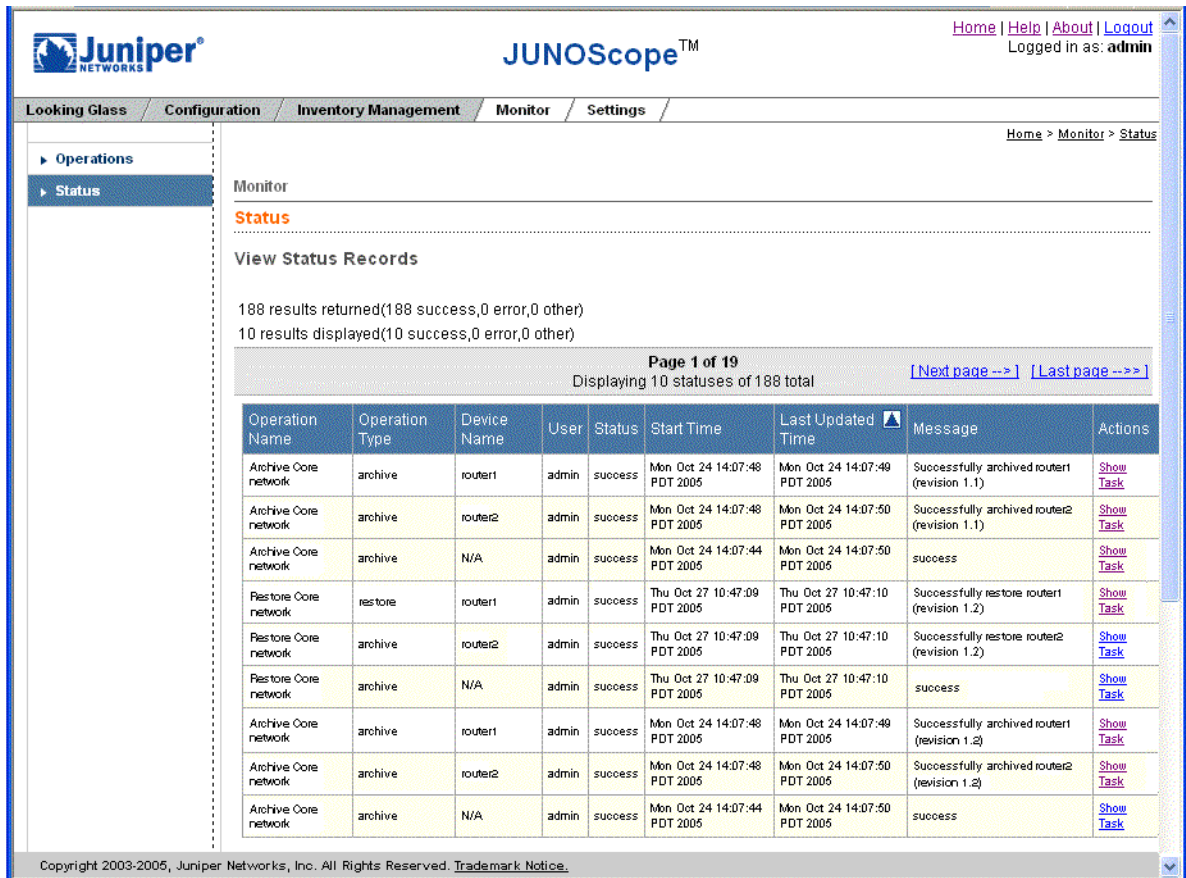 Juniper®
NETWORKS
JUNOScope™
Home | Help | About | Logout
Logged in as: admin
Looking Glass / Configuration / Inventory Management / Monitor / Settings /
Home > Monitor > Status
Operations
Status
Monitor
Status
View Status Records
188 results returned(188 success,0 error,0 other)
10 results displayed(10 success,0 error,0 other)
Page 1 of 19
Displaying 10 statuses of 188 total
[ Next page --> ] [ Last page -->> ]
Operation Name Operation Type Device Name User Status Start Time Last Updated Time Message Actions
Archive Core network archive router1 admin success Mon Oct 24 14:07:48 PDT 2005 Mon Oct 24 14:07:49 PDT 2005 Successfully archived router1 (revision 1.1) Show Task
Archive Core network archive router2 admin success Mon Oct 24 14:07:48 PDT 2005 Mon Oct 24 14:07:50 PDT 2005 Successfully archived router2 (revision 1.1) Show Task
Archive Core network archive N/A admin success Mon Oct 24 14:07:44 PDT 2005 Mon Oct 24 14:07:50 PDT 2005 success Show Task
Restore Core network restore router1 admin success Thu Oct 27 10:47:09 PDT 2005 Thu Oct 27 10:47:10 PDT 2005 Successfully restore router1 (revision 1.2) Show Task
Restore Core network archive router2 admin success Thu Oct 27 10:47:09 PDT 2005 Thu Oct 27 10:47:10 PDT 2005 Successfully restore router2 (revision 1.2) Show Task
Restore Core network archive N/A admin success Thu Oct 27 10:47:09 PDT 2005 Thu Oct 27 10:47:10 PDT 2005 success Show Task
Archive Core network archive router1 admin success Mon Oct 24 14:07:48 PDT 2005 Mon Oct 24 14:07:49 PDT 2005 Successfully archived router1 (revision 1.2) Show Task
Archive Core network archive router2 admin success Mon Oct 24 14:07:48 PDT 2005 Mon Oct 24 14:07:50 PDT 2005 Successfully archived router2 (revision 1.2) Show Task
Archive Core network archive N/A admin success Mon Oct 24 14:07:44 PDT 2005 Mon Oct 24 14:07:50 PDT 2005 success Show Task
Copyright 2003-2005, Juniper Networks, Inc. All Rights Reserved. Trademark Notice.